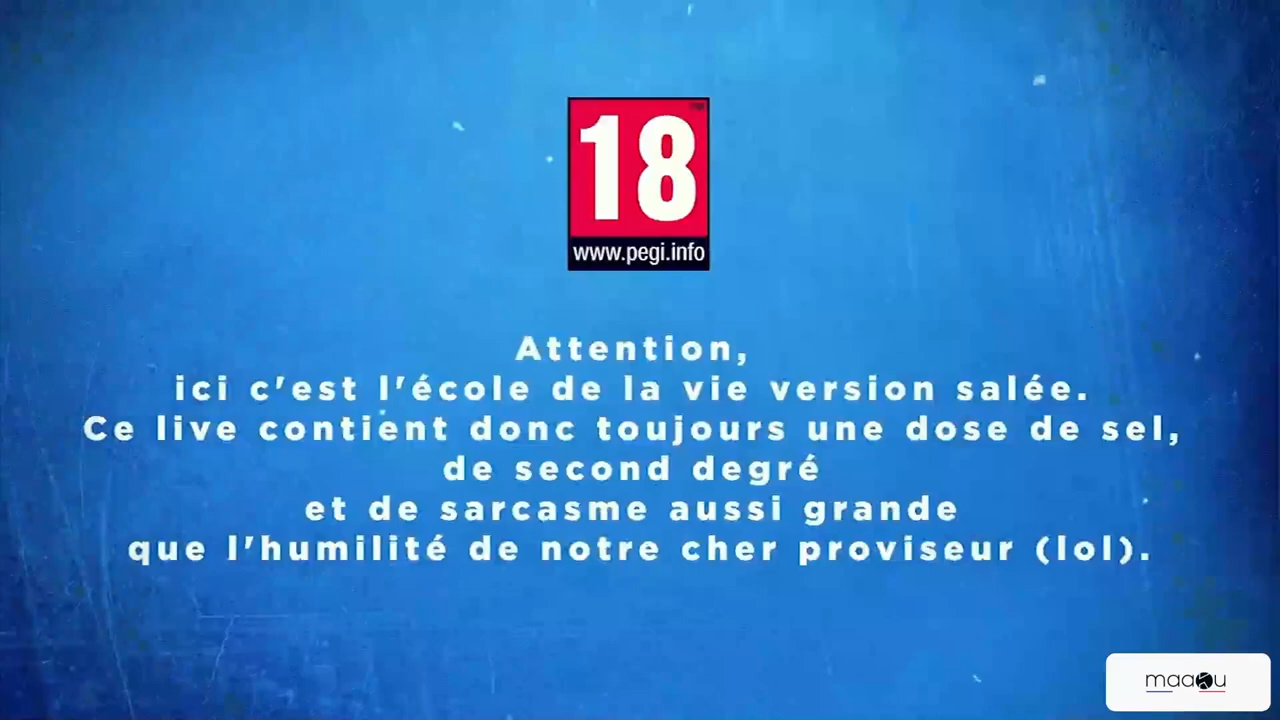 18
www.pegi.info
Attention,
ici c'est l'école de la vie version salée.
Ce live contient donc toujours une dose de sel,
de second degré
et de sarcasme aussi grande
que l'humilité de notre cher proviseur (lol).